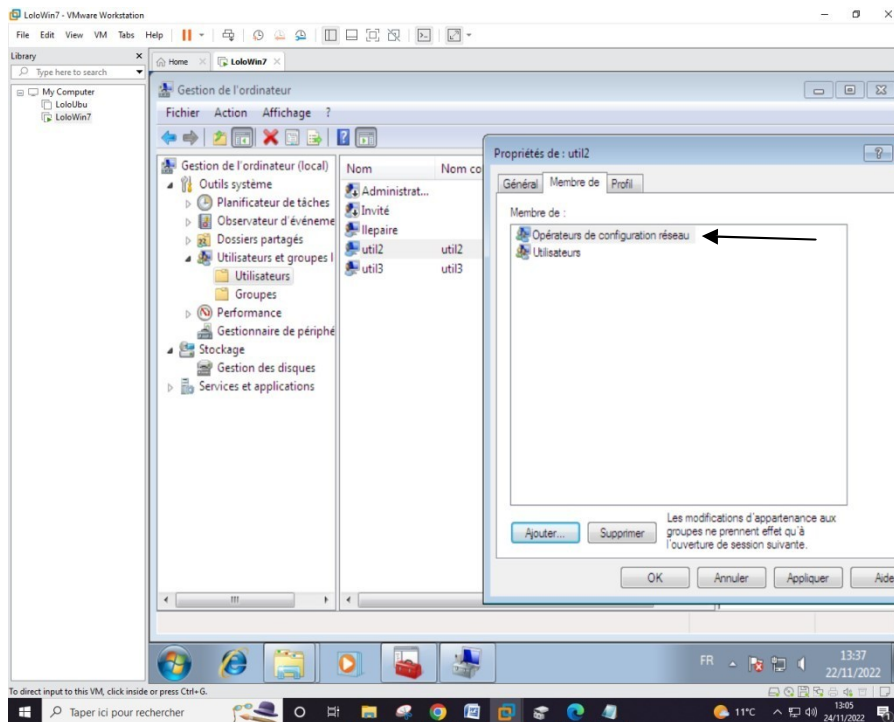 LoloWin7 - VMware Workstation
File Edit View VM Tabs Help
Library
Type here to search
My Computer
LoloUbu
LoloWin7
Home
LoloWin7
Gestion de l'ordinateur
Fichier Action Affichage ?
Gestion de l'ordinateur (local)
Outils système
Planificateur de tâches
Observateur d'événeme
Dossiers partagés
Utilisateurs et groupes l
Utilisateurs
Groupes
Performance
Gestionnaire de périphé
Stockage
Gestion des disques
Services et applications
Nom Nom co
Administrat...
Invité
llepaire
util2 util2
util3 util3
Propriétés de : util2
Général Membre de Profil
Membre de :
Opérateurs de configuration réseau
Utilisateurs
Ajouter... Supprimer
Les modifications d'appartenance aux
groupes ne prennent effet qu'à
l'ouverture de session suivante.
OK Annuler Appliquer Aide
FR
13:37
22/11/2022
To direct input to this VM, click inside or press Ctrl+G.
Taper ici pour rechercher
11°C
13:05
24/11/2022